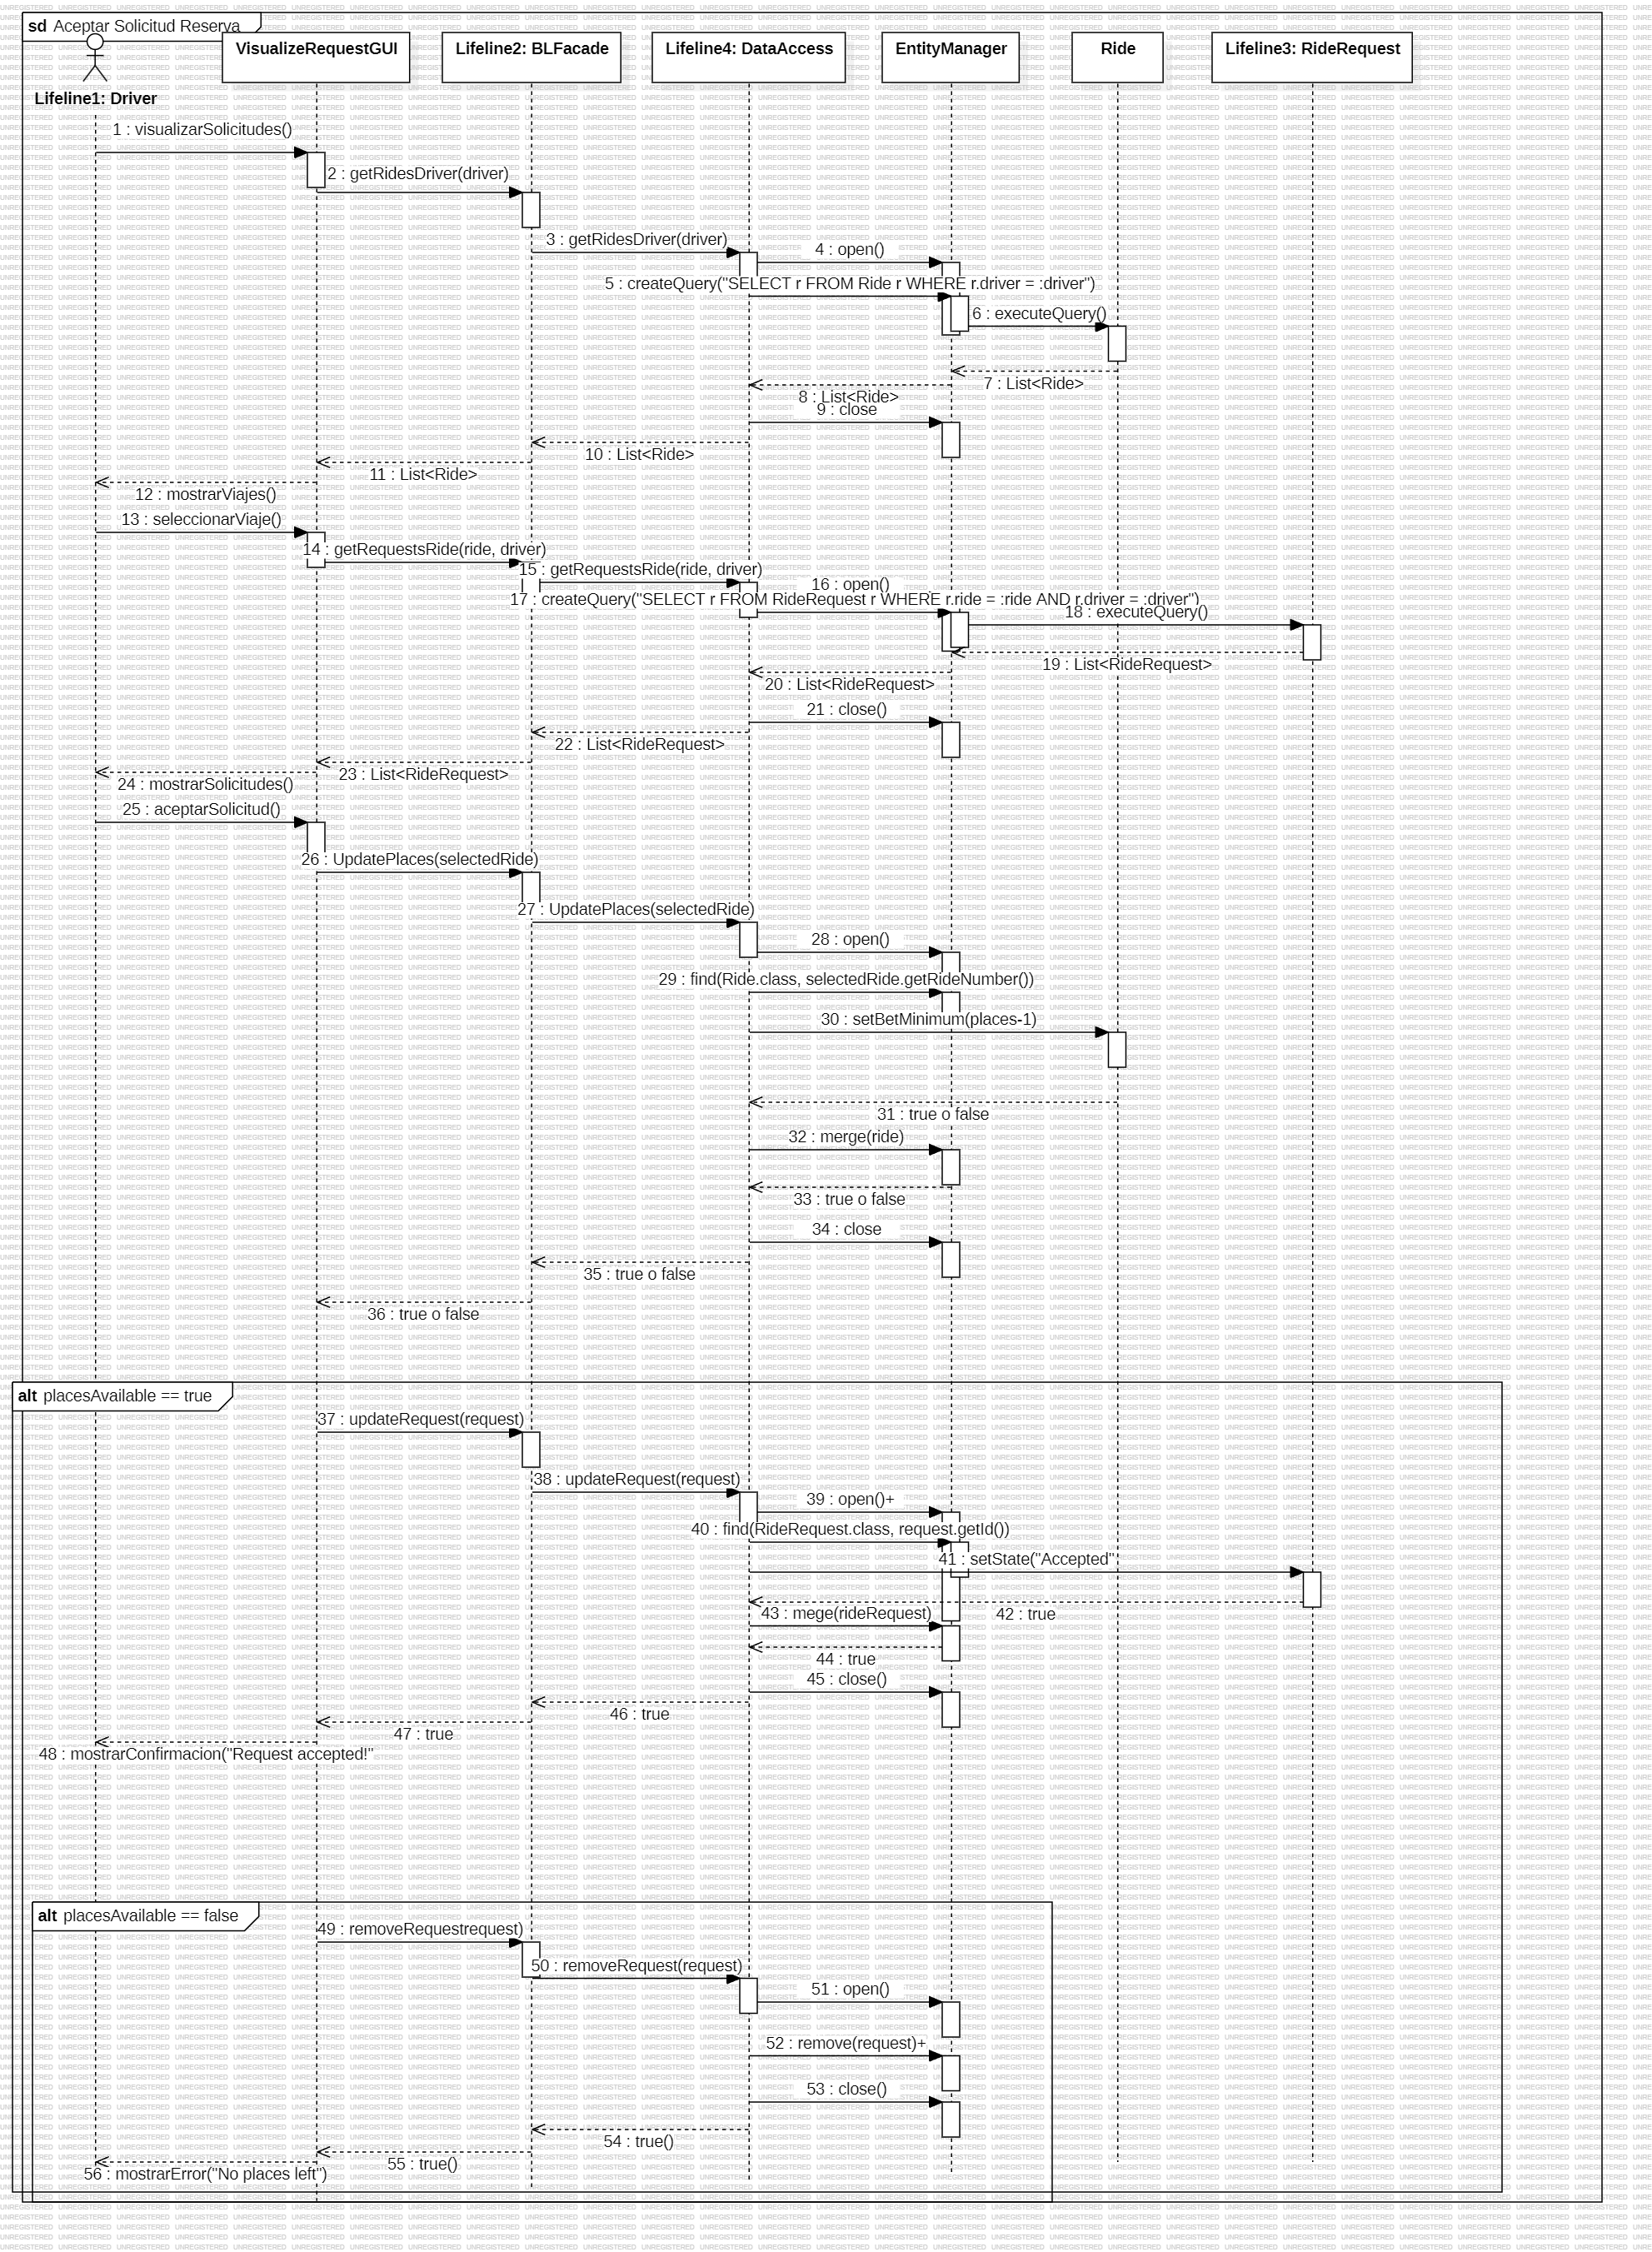 sd Aceptar Solicitud Reserva
VisualizeRequestGUI
Lifeline2: BLFacade
Lifeline4: DataAccess
EntityManager
Ride
Lifeline3: RideRequest
Lifeline1: Driver
1 : visualizarSolicitudes()
2 : getRidesDriver(driver)
3 : getRidesDriver(driver)
4 : open()
5 : createQuery("SELECT r FROM Ride r WHERE r.driver = :driver")
6 : executeQuery()
7 : List<Ride>
8 : List<Ride>
9 : close
10 : List<Ride>
11 : List<Ride>
12 : mostrarViajes()
13 : seleccionarViaje()
14 : getRequestsRide(ride, driver)
15 : getRequestsRide(ride, driver)
16 : open()
17 : createQuery("SELECT r FROM RideRequest r WHERE r.ride = :ride AND r.driver = :driver")
18 : executeQuery()
19 : List<RideRequest>
20 : List<RideRequest>
21 : close()
22 : List<RideRequest>
23 : List<RideRequest>
24 : mostrarSolicitudes()
25 : aceptarSolicitud()
26 : UpdatePlaces(selectedRide)
27 : UpdatePlaces(selectedRide)
28 : open()
29 : find(Ride.class, selectedRide.getRideNumber())
30 : setBetMinimum(places-1)
31 : true o false
32 : merge(ride)
33 : true o false
34 : close
35 : true o false
36 : true o false
alt placesAvailable == true
37 : updateRequest(request)
38 : updateRequest(request)
39 : open()+
40 : find(RideRequest.class, request.getId())
41 : setState("Accepted"
42 : true
43 : mege(rideRequest)
44 : true
45 : close()
46 : true
47 : true
48 : mostrarConfirmacion("Request accepted!"
alt placesAvailable == false
49 : removeRequestrequest)
50 : removeRequest(request)
51 : open()
52 : remove(request)+
53 : close()
54 : true()
55 : true()
56 : mostrarError("No places left")
UNREGISTERED